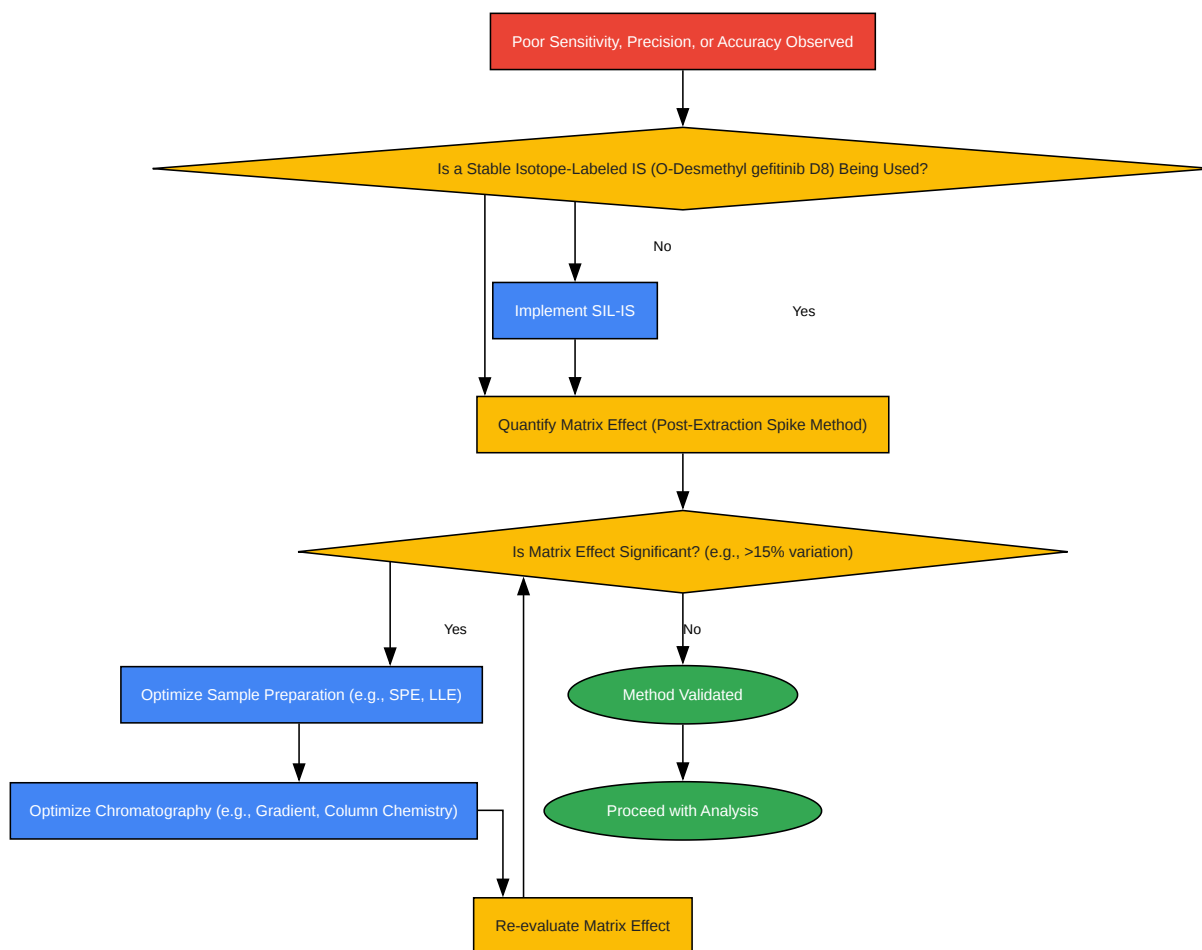 Poor Sensitivity, Precision, or Accuracy Observed
Is a Stable Isotope-Labeled IS (O-Desmethyl gefitinib D8) Being Used?
No
Implement SIL-IS
Yes
Quantify Matrix Effect (Post-Extraction Spike Method)
Is Matrix Effect Significant? (e.g., >15% variation)
Yes
No
Optimize Sample Preparation (e.g., SPE, LLE)
Method Validated
Optimize Chromatography (e.g., Gradient, Column Chemistry)
Proceed with Analysis
Re-evaluate Matrix Effect